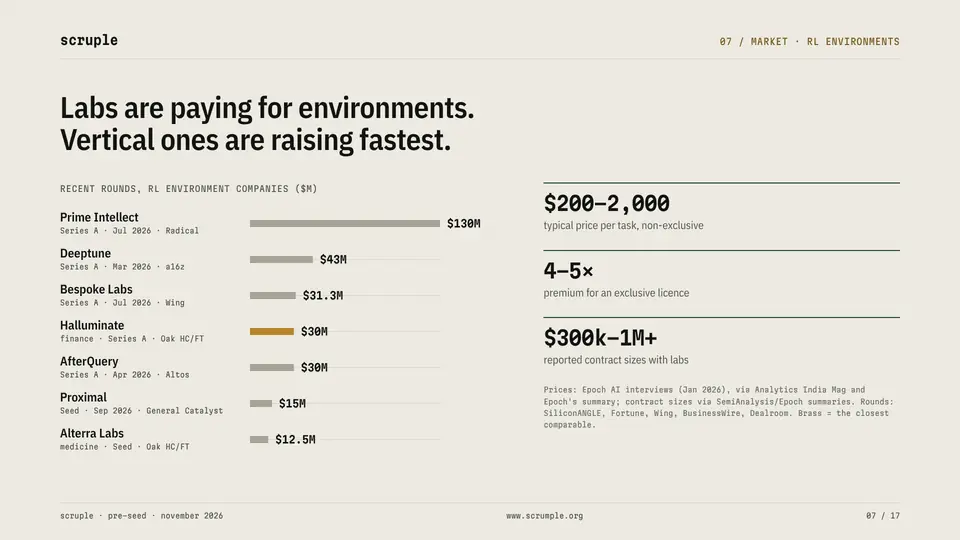 scruple
07 / MARKET · RL ENVIRONMENTS
Labs are paying for environments.
Vertical ones are raising fastest.
RECENT ROUNDS, RL ENVIRONMENT COMPANIES ($M)
Prime Intellect
Series A · Jul 2026 · Radical
$130M
Deeptune
Series A · Mar 2026 · a16z
$43M
Bespoke Labs
Series A · Jul 2026 · Wing
$31.3M
Halluminate
finance · Series A · Oak HC/FT
$30M
AfterQuery
Series A · Apr 2026 · Altos
$30M
Proximal
Seed · Sep 2026 · General Catalyst
$15M
Alterra Labs
medicine · Seed · Oak HC/FT
$12.5M
$200–2,000
typical price per task, non-exclusive
4–5×
premium for an exclusive licence
$300k–1M+
reported contract sizes with labs
Prices: Epoch AI interviews (Jan 2026), via Analytics India Mag and
Epoch's summary; contract sizes via SemiAnalysis/Epoch summaries. Rounds:
SiliconANGLE, Fortune, Wing, BusinessWire, Dealroom. Brass = the closest
comparable.
scruple · pre-seed · november 2026
www.scrumple.org
07 / 17